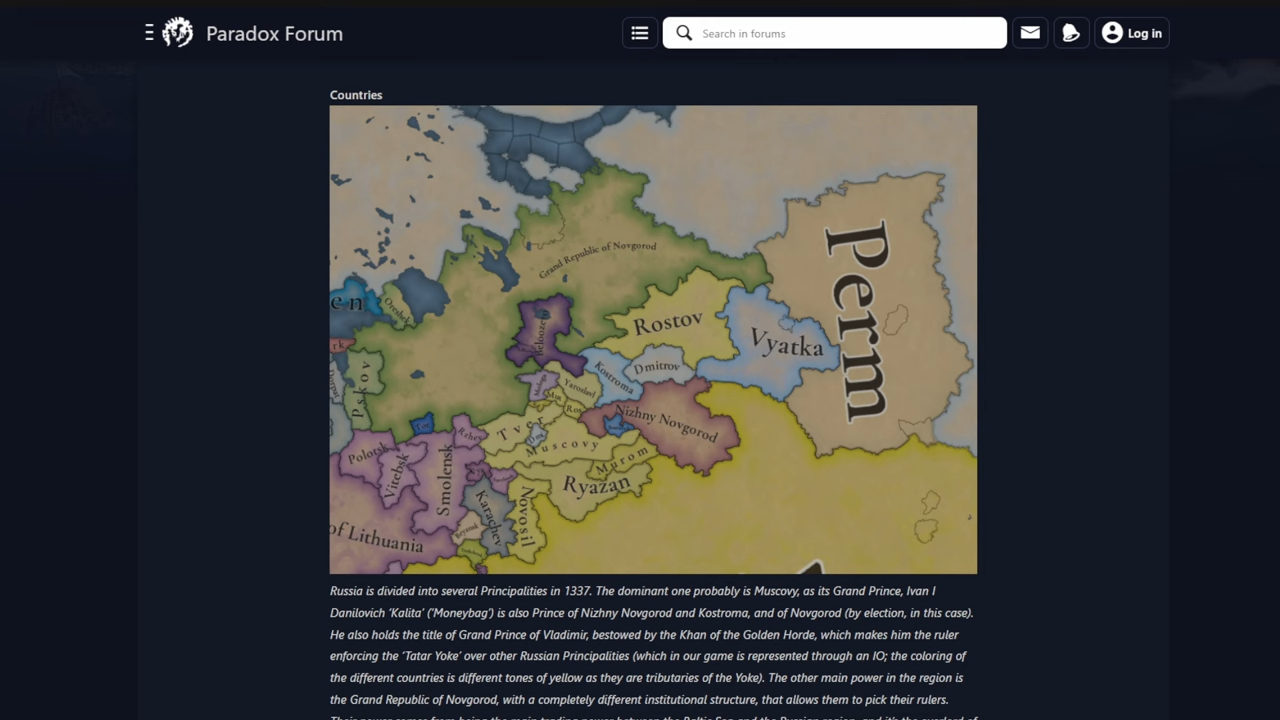 Paradox Forum
Search in forums
Log in
Countries
Grand Republic of Novgorod
Perm
en
Oreshek
Beloozero
Rostov
Vyatka
Pskov
Kostroma
Dmitrov
Yaroslavl
Nizhny Novgorod
Tver
Rzhev
Muscovy
Polotsk
Vitebsk
Smolensk
Murom
Ryazan
Karachev
Novosil
of Lithuania
Russia is divided into several Principalities in 1337. The dominant one probably is Muscovy, as its Grand Prince, Ivan I
Danilovich ‘Kalita’ (‘Moneybag’) is also Prince of Nizhny Novgorod and Kostroma, and of Novgorod (by election, in this case).
He also holds the title of Grand Prince of Vladimir, bestowed by the Khan of the Golden Horde, which makes him the ruler
enforcing the ‘Tatar Yoke’ over other Russian Principalities (which in our game is represented through an IO; the coloring of
the different countries is different tones of yellow as they are tributaries of the Yoke). The other main power in the region is
the Grand Republic of Novgorod, with a completely different institutional structure, that allows them to pick their rulers.